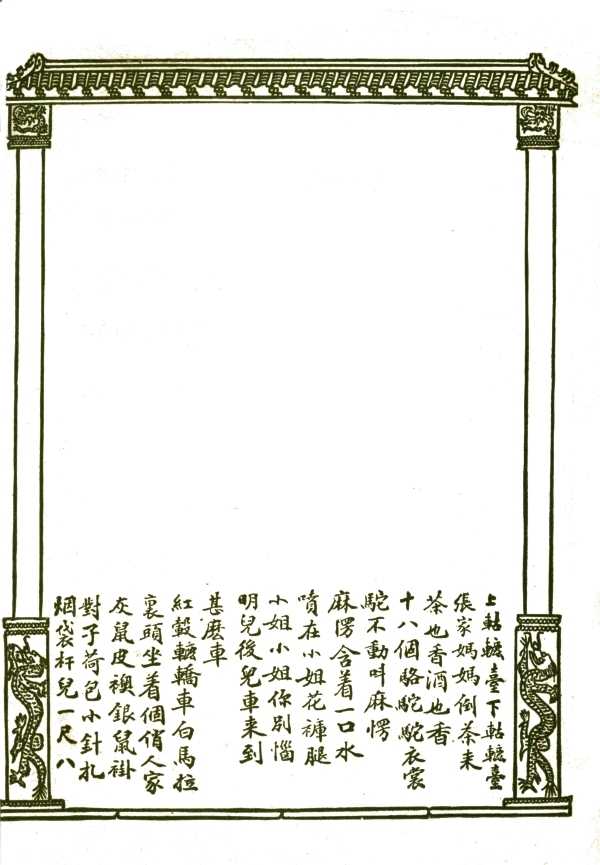 上轱轆臺下轱轆臺
張家媽媽倒茶来
茶也香酒也香
十八個駱駝駝衣裳
駝不動叫麻愣
麻愣含着一口水
噴在小姐花褲腿
小姐小姐你別惱
明兒後兒車来到
甚麽車
紅轂轆轎車白馬拉
裏頭坐着個俏人家
灰鼠皮襖銀鼠褂
對子荷包小針扎
烟袋杆兒一尺八